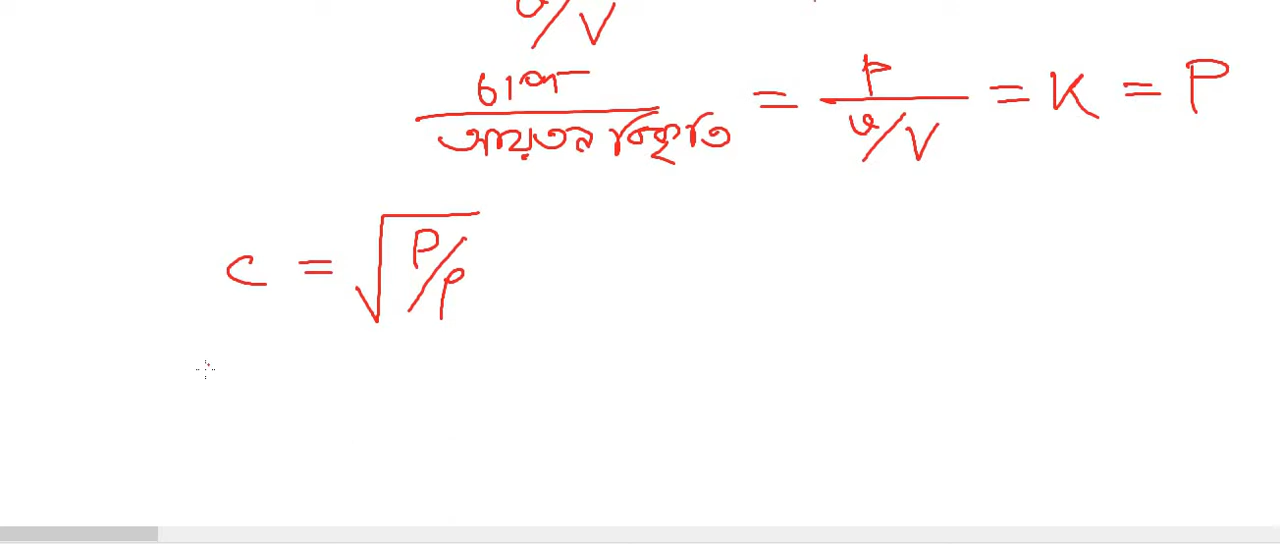 v/V
চাপ / আয়তন বিকৃতি = p / v/V = K = P
c = √P/ρ